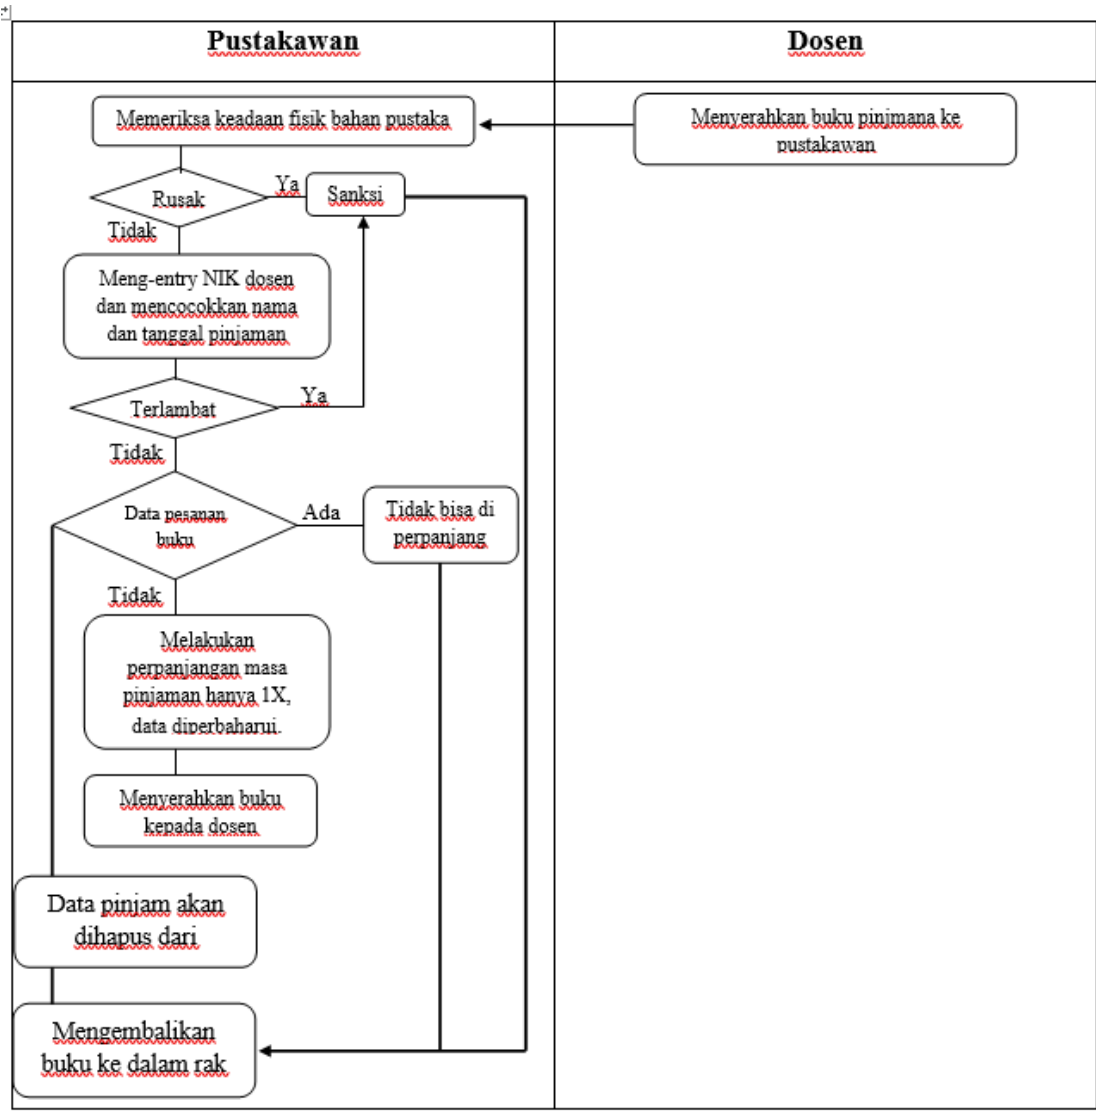 Pustakawan
Dosen
Memeriksa keadaan fisik bahan pustaka
Menyerahkan buku pinjmana ke
pustakawan
Rusak
Ya
Sanksi
Tidak
Meng-entry NIK dosen
dan mencocokkan nama
dan tanggal pinjaman
Terlambat
Ya
Tidak
Data pesanan
buku
Ada
Tidak bisa di
perpanjang
Tidak
Melakukan
perpanjangan masa
pinjaman hanya 1X,
data diperbaharui.
Menyerahkan buku
kepada dosen
Data pinjam akan
dihapus dari
Mengembalikan
buku ke dalam rak